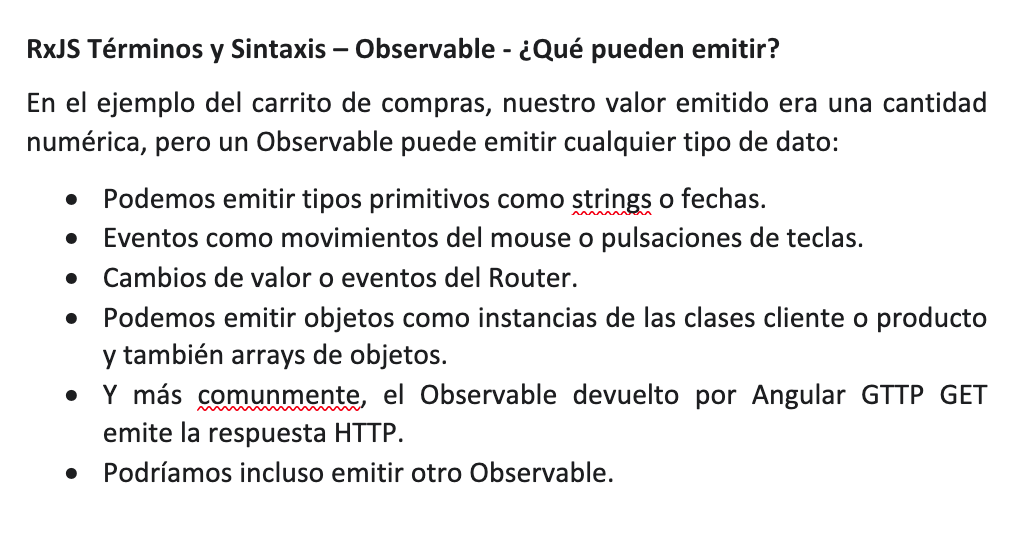 RxJS Términos y Sintaxis – Observable - ¿Qué pueden emitir?
En el ejemplo del carrito de compras, nuestro valor emitido era una cantidad
numérica, pero un Observable puede emitir cualquier tipo de dato:
• Podemos emitir tipos primitivos como strings o fechas.
• Eventos como movimientos del mouse o pulsaciones de teclas.
• Cambios de valor o eventos del Router.
• Podemos emitir objetos como instancias de las clases cliente o producto
y también arrays de objetos.
• Y más comunmente, el Observable devuelto por Angular GTTP GET
emite la respuesta HTTP.
• Podríamos incluso emitir otro Observable.